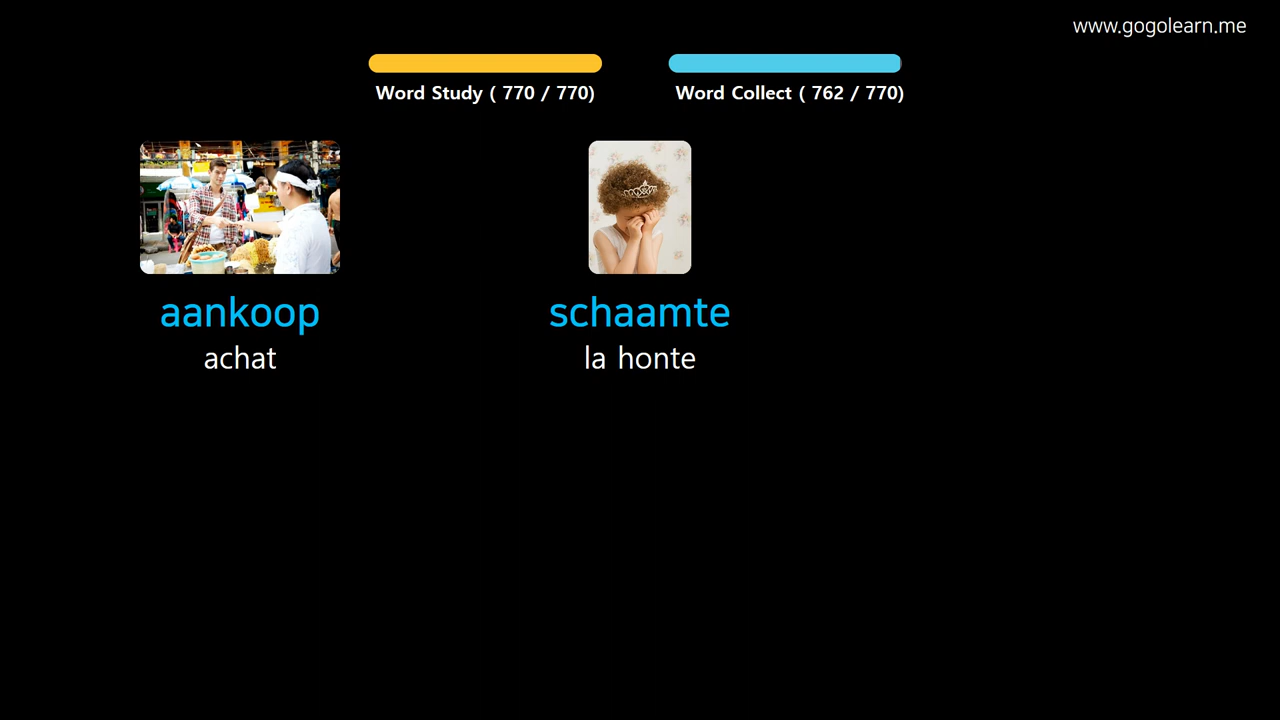 www.gogolearn.me
Word Study ( 770 / 770)
Word Collect ( 762 / 770)
aankoop
achat
schaamte
la honte